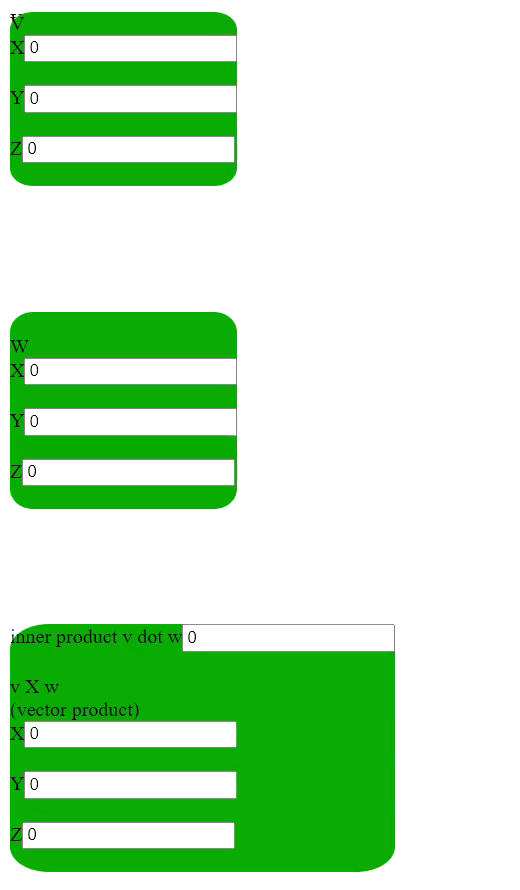 V
X 0
Y 0
Z 0
W
X 0
Y 0
Z 0
inner product v dot w 0
v X w
(vector product)
X 0
Y 0
Z 0